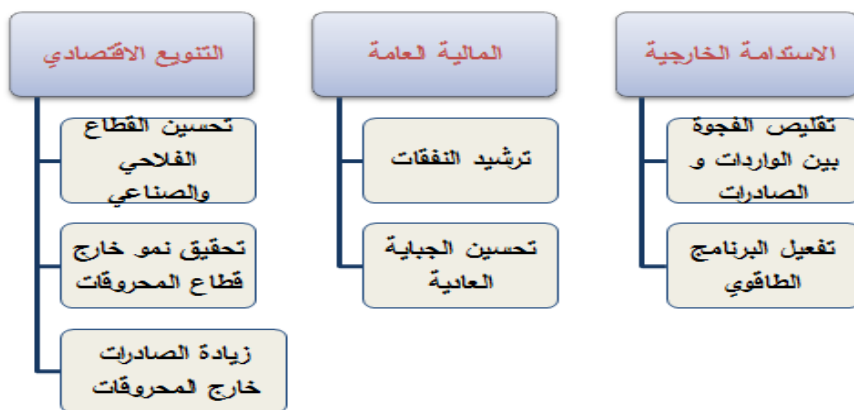 الاستدامة الخارجية
تقليص الفجوة
بين الواردات و
الصادرات
تفعيل البرنامج
الطاقوي
المالية العامة
ترشيد النفقات
تحسين الجباية
العادية
التنويع الاقتصادي
تحسين القطاع
الفلاحي
والصناعي
تحقيق نمو خارج
قطاع المحروقات
زيادة الصادرات
خارج المحروقات